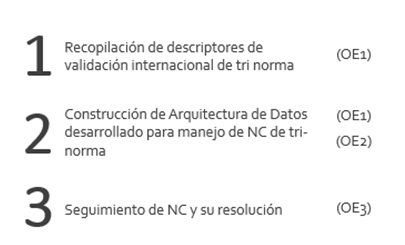 1 Recopilación de descriptores de validación internacional de tri norma (OE1)
2 Construcción de Arquitectura de Datos desarrollado para manejo de NC de tri-norma (OE1) (OE2)
3 Seguimiento de NC y su resolución (OE3)